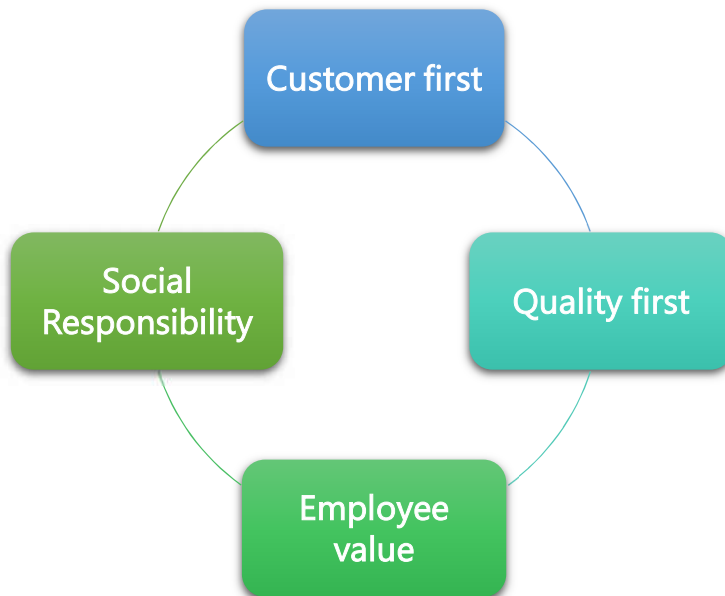 Customer first
Social
Responsibility
Quality first
Employee
value